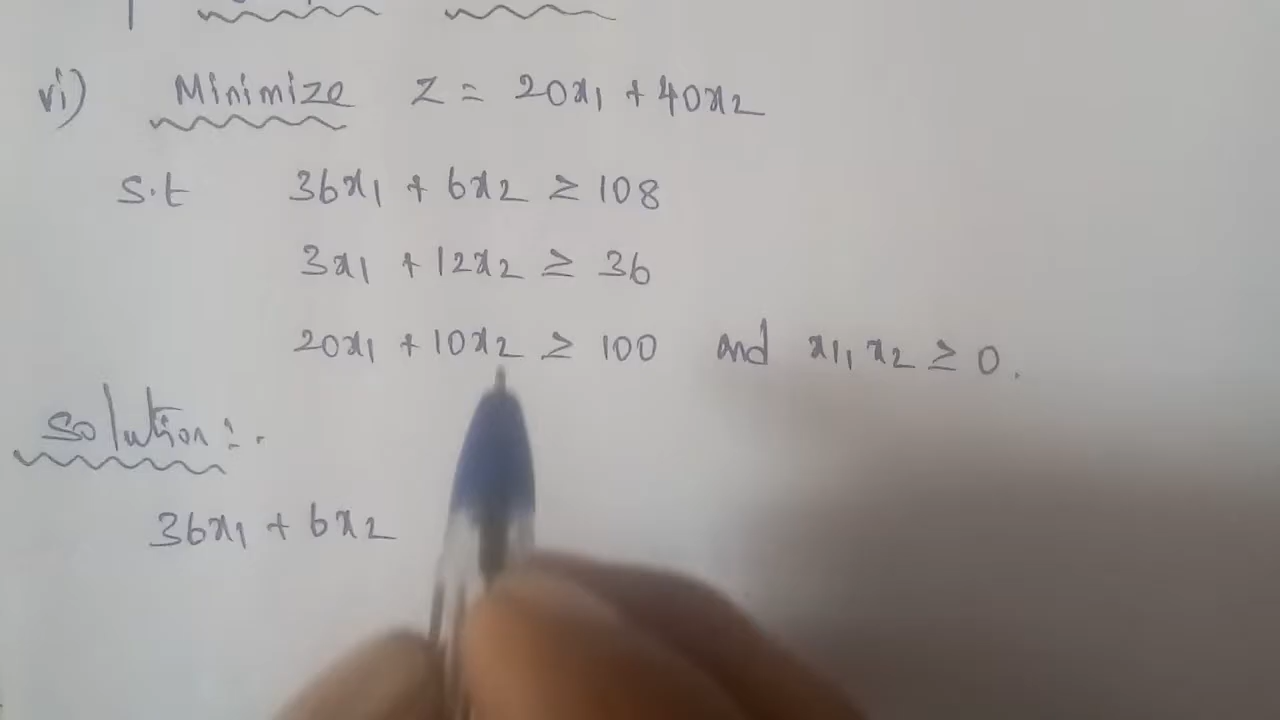 vi) Minimize Z = 20x1 + 40x2
S.t 36x1 + 6x2 ≥ 108
3x1 + 12x2 ≥ 36
20x1 + 10x2 ≥ 100 and x1, x2 ≥ 0.
Solution:.
36x1 + 6x2